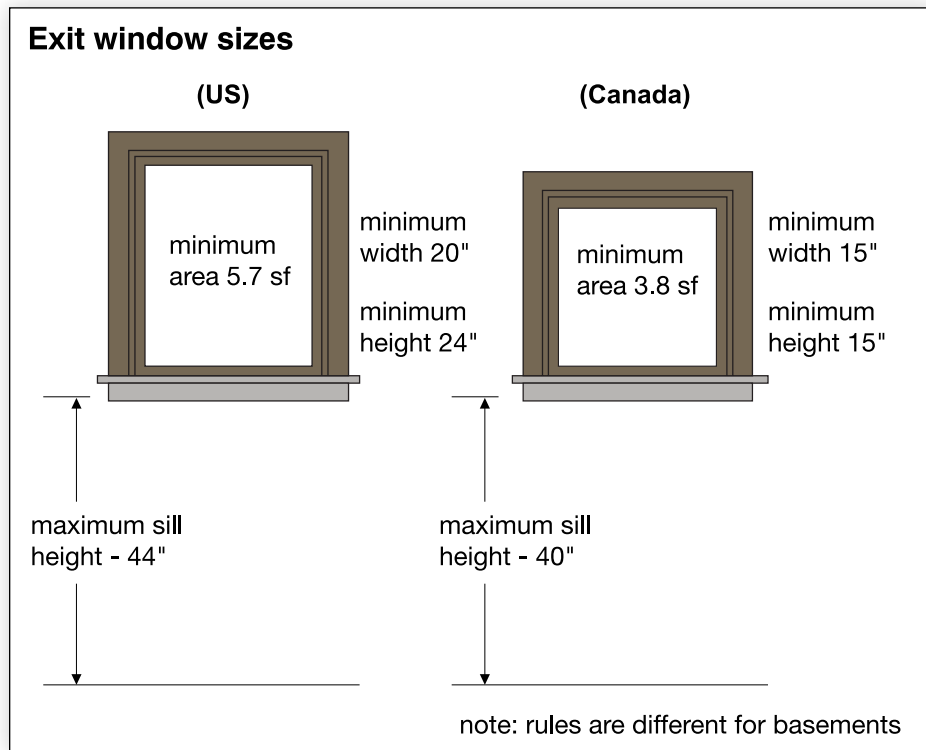 Exit window sizes
(US)
(Canada)
minimum
area 5.7 sf
minimum
width 20"
minimum
height 24"
minimum
area 3.8 sf
minimum
width 15"
minimum
height 15"
maximum sill
height - 44"
maximum sill
height - 40"
note: rules are different for basements